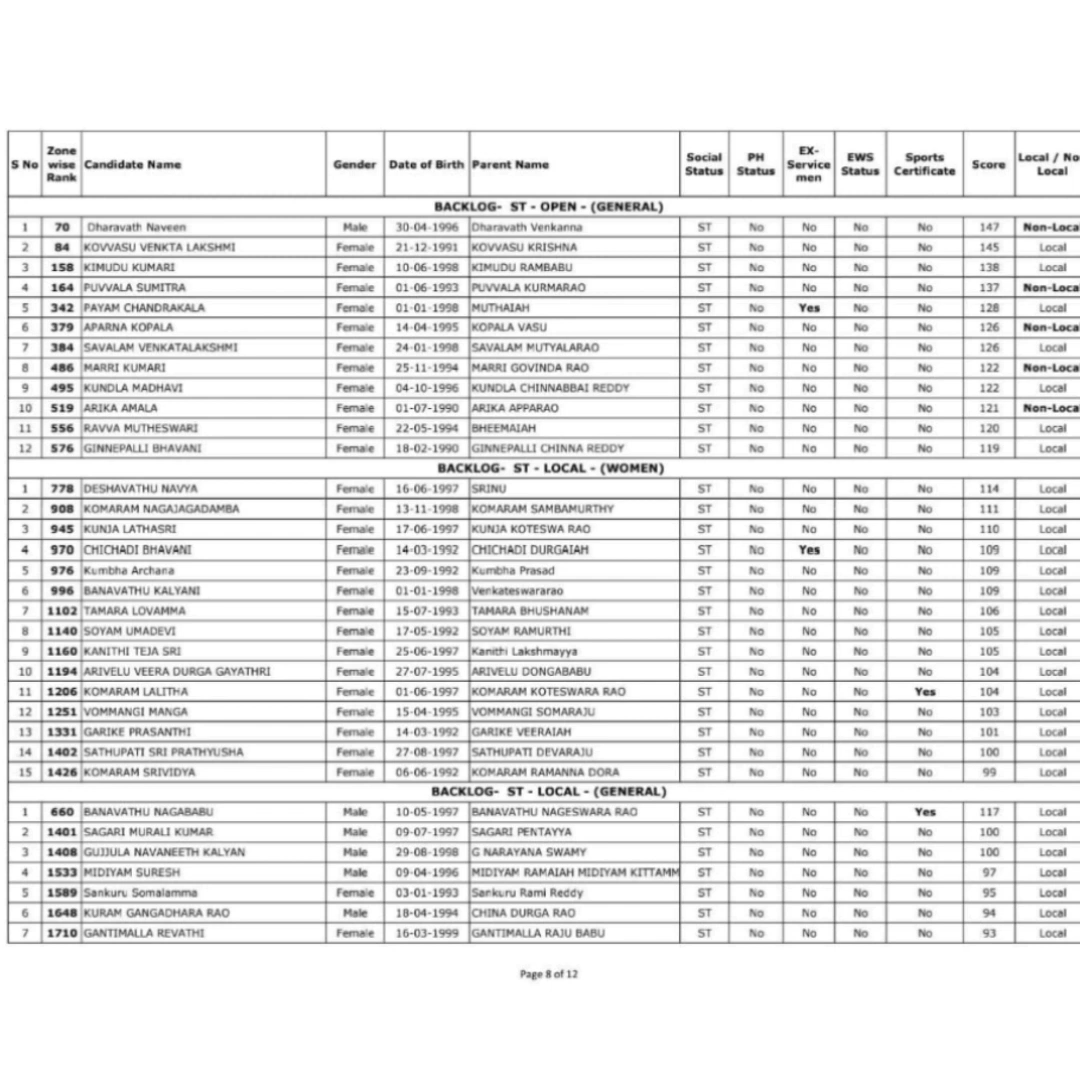 S No Zone wise Rank Candidate Name Gender Date of Birth Parent Name Social Status PH Status EX-Service men EWS Status Sports Certificate Score Local / No Local
BACKLOG- ST - OPEN - (GENERAL)
1 70 Dharavath Naveen Male 30-04-1996 Dharavath Venkanna ST No No No No 147 Non-Local
2 84 KOVVASU VENKTA LAKSHMI Female 21-12-1991 KOVVASU KRISHNA ST No No No No 145 Local
3 158 KIMUDU KUMARI Female 10-06-1998 KIMUDU RAMBABU ST No No No No 138 Local
4 164 PUVVALA SUMITRA Female 01-06-1993 PUVVALA KURMARAO ST No No No No 137 Non-Local
5 342 PAYAM CHANDRAKALA Female 01-01-1998 MUTHAIAH ST No Yes No No 128 Local
6 379 APARNA KOPALA Female 14-04-1995 KOPALA VASU ST No No No No 126 Non-Local
7 384 SAVALAM VENKATALAKSHMI Female 24-01-1998 SAVALAM MUTYALARAO ST No No No No 126 Local
8 486 MARRI KUMARI Female 25-11-1994 MARRI GOVINDA RAO ST No No No No 122 Non-Local
9 495 KUNDLA MADHAVI Female 04-10-1996 KUNDLA CHINNABBAI REDDY ST No No No No 122 Local
10 519 ARIKA AMALA Female 01-07-1990 ARIKA APPARAO ST No No No No 121 Non-Local
11 556 RAVVA MUTHESWARI Female 22-05-1994 BHEEMAIAH ST No No No No 120 Local
12 576 GINNEPALLI BHAVANI Female 18-02-1990 GINNEPALLI CHINNA REDDY ST No No No No 119 Local
BACKLOG- ST - LOCAL - (WOMEN)
1 778 DESHAVATHU NAVYA Female 16-06-1997 SRINU ST No No No No 114 Local
2 908 KOMARAM NAGAJAGADAMBA Female 13-11-1998 KOMARAM SAMBAMURTHY ST No No No No 111 Local
3 945 KUNJA LATHASRI Female 17-06-1997 KUNJA KOTESWA RAO ST No No No No 110 Local
4 970 CHICHADI BHAVANI Female 14-03-1992 CHICHADI DURGAIAH ST No Yes No No 109 Local
5 976 Kumbha Archana Female 23-09-1992 Kumbha Prasad ST No No No No 109 Local
6 996 BANAVATHU KALYANI Female 01-01-1998 Venkateswararao ST No No No No 109 Local
7 1102 TAMARA LOVAMMA Female 15-07-1993 TAMARA BHUSHANAM ST No No No No 106 Local
8 1140 SOYAM UMADEVI Female 17-05-1992 SOYAM RAMURTHI ST No No No No 105 Local
9 1160 KANITHI TEJA SRI Female 25-06-1997 Kanithi Lakshmayya ST No No No No 105 Local
10 1194 ARIVELU VEERA DURGA GAYATHRI Female 27-07-1995 ARIVELU DONGABABU ST No No No No 104 Local
11 1206 KOMARAM LALITHA Female 01-06-1997 KOMARAM KOTESWARA RAO ST No No No Yes 104 Local
12 1251 VOMMANGI MANGA Female 15-04-1995 VOMMANGI SOMARAJU ST No No No No 103 Local
13 1331 GARIKE PRASANTHI Female 14-03-1992 GARIKE VEERAIAH ST No No No No 101 Local
14 1402 SATHUPATI SRI PRATHYUSHA Female 27-08-1997 SATHUPATI DEVARAJU ST No No No No 100 Local
15 1426 KOMARAM SRIVIDYA Female 06-06-1992 KOMARAM RAMANNA DORA ST No No No No 99 Local
BACKLOG- ST - LOCAL - (GENERAL)
1 660 BANAVATHU NAGABABU Male 10-05-1997 BANAVATHU NAGESWARA RAO ST No No No Yes 117 Local
2 1401 SAGARI MURALI KUMAR Male 09-07-1997 SAGARI PENTAYYA ST No No No No 100 Local
3 1408 GUJJULA NAVANEETH KALYAN Male 29-08-1998 G NARAYANA SWAMY ST No No No No 100 Local
4 1533 MIDIYAM SURESH Male 09-04-1996 MIDIYAM RAMAIAH MIDIYAM KITTAMM ST No No No No 97 Local
5 1589 Sankuru Somalamma Female 03-01-1993 Sankuru Rami Reddy ST No No No No 95 Local
6 1648 KURAM GANGADHARA RAO Male 18-04-1994 CHINA DURGA RAO ST No No No No 94 Local
7 1710 GANTIMALLA REVATHI Female 16-03-1999 GANTIMALLA RAJU BABU ST No No No No 93 Local
Page 8 of 12